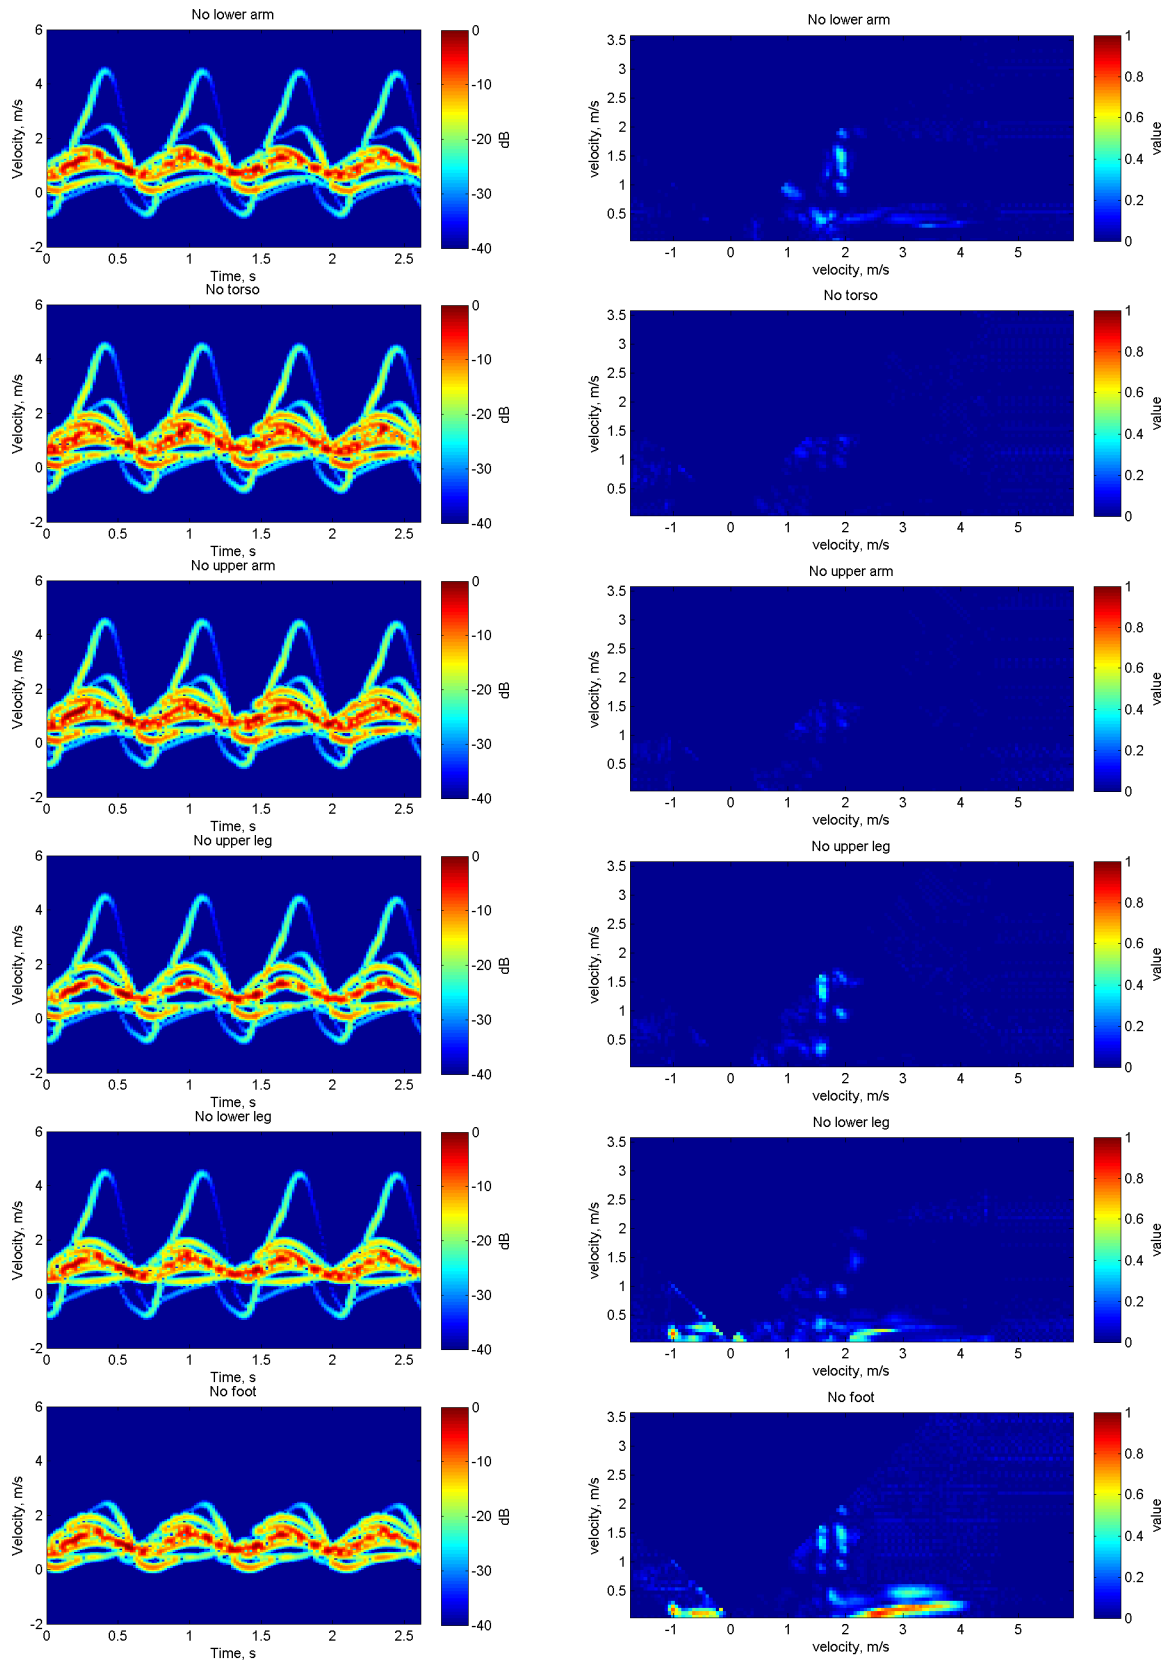 No lower arm
6
4
2
0
-2
Velocity, m/s
0 0.5 1 1.5 2 2.5
Time, s
0
-10
-20
-30
-40
dB
No lower arm
3.5
3
2.5
2
1.5
1
0.5
velocity, m/s
-1 0 1 2 3 4 5
velocity, m/s
1
0.8
0.6
0.4
0.2
0
value
No torso
6
4
2
0
-2
Velocity, m/s
0 0.5 1 1.5 2 2.5
Time, s
0
-10
-20
-30
-40
dB
No torso
3.5
3
2.5
2
1.5
1
0.5
velocity, m/s
-1 0 1 2 3 4 5
velocity, m/s
1
0.8
0.6
0.4
0.2
0
value
No upper arm
6
4
2
0
-2
Velocity, m/s
0 0.5 1 1.5 2 2.5
Time, s
0
-10
-20
-30
-40
dB
No upper arm
3.5
3
2.5
2
1.5
1
0.5
velocity, m/s
-1 0 1 2 3 4 5
velocity, m/s
1
0.8
0.6
0.4
0.2
0
value
No upper leg
6
4
2
0
-2
Velocity, m/s
0 0.5 1 1.5 2 2.5
Time, s
0
-10
-20
-30
-40
dB
No upper leg
3.5
3
2.5
2
1.5
1
0.5
velocity, m/s
-1 0 1 2 3 4 5
velocity, m/s
1
0.8
0.6
0.4
0.2
0
value
No lower leg
6
4
2
0
-2
Velocity, m/s
0 0.5 1 1.5 2 2.5
Time, s
0
-10
-20
-30
-40
dB
No lower leg
3.5
3
2.5
2
1.5
1
0.5
velocity, m/s
-1 0 1 2 3 4 5
velocity, m/s
1
0.8
0.6
0.4
0.2
0
value
No foot
6
4
2
0
-2
Velocity, m/s
0 0.5 1 1.5 2 2.5
Time, s
0
-10
-20
-30
-40
dB
No foot
3.5
3
2.5
2
1.5
1
0.5
velocity, m/s
-1 0 1 2 3 4 5
velocity, m/s
1
0.8
0.6
0.4
0.2
0
value